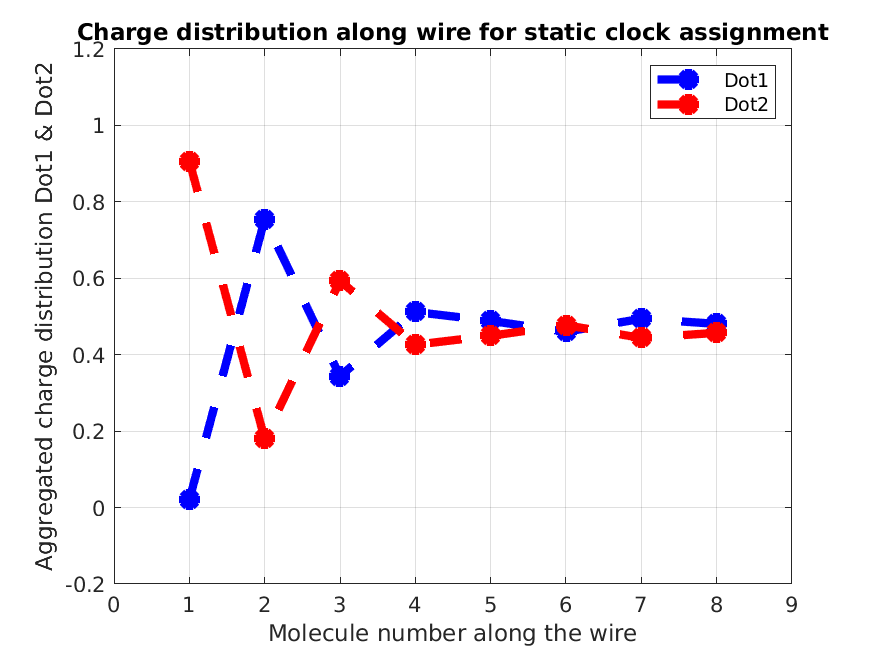 Charge distribution along wire for static clock assignment
Aggregated charge distribution Dot1 & Dot2
1.2
1
0.8
0.6
0.4
0.2
0
-0.2
Dot1
Dot2
0 1 2 3 4 5 6 7 8 9
Molecule number along the wire